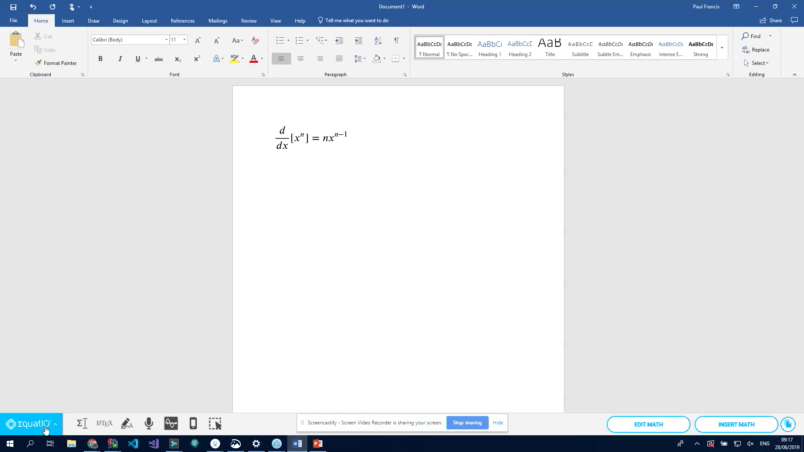 Document1 - Word
Paul Francis
File Home Insert Draw Design Layout References Mailings Review View Help Tell me what you want to do Share
Paste
Cut
Copy
Format Painter
Clipboard
Calibri (Body) 11
Font
Paragraph
AaBbCcDc AaBbCcDc AaBbCc AaBbCcC AaB AaBbCcC AaBbCcDc AaBbCcDc AaBbCcDc AaBbCcDc
¶ Normal ¶ No Spac... Heading 1 Heading 2 Title Subtitle Subtle Em... Emphasis Intense E... Strong
Styles
Find
Replace
Select
Editing
d/dx [xⁿ] = nxⁿ⁻¹
EquatIO
LATEX
Screencastify - Screen Video Recorder is sharing your screen. Stop sharing Hide
EDIT MATH INSERT MATH
09:17
28/06/2019